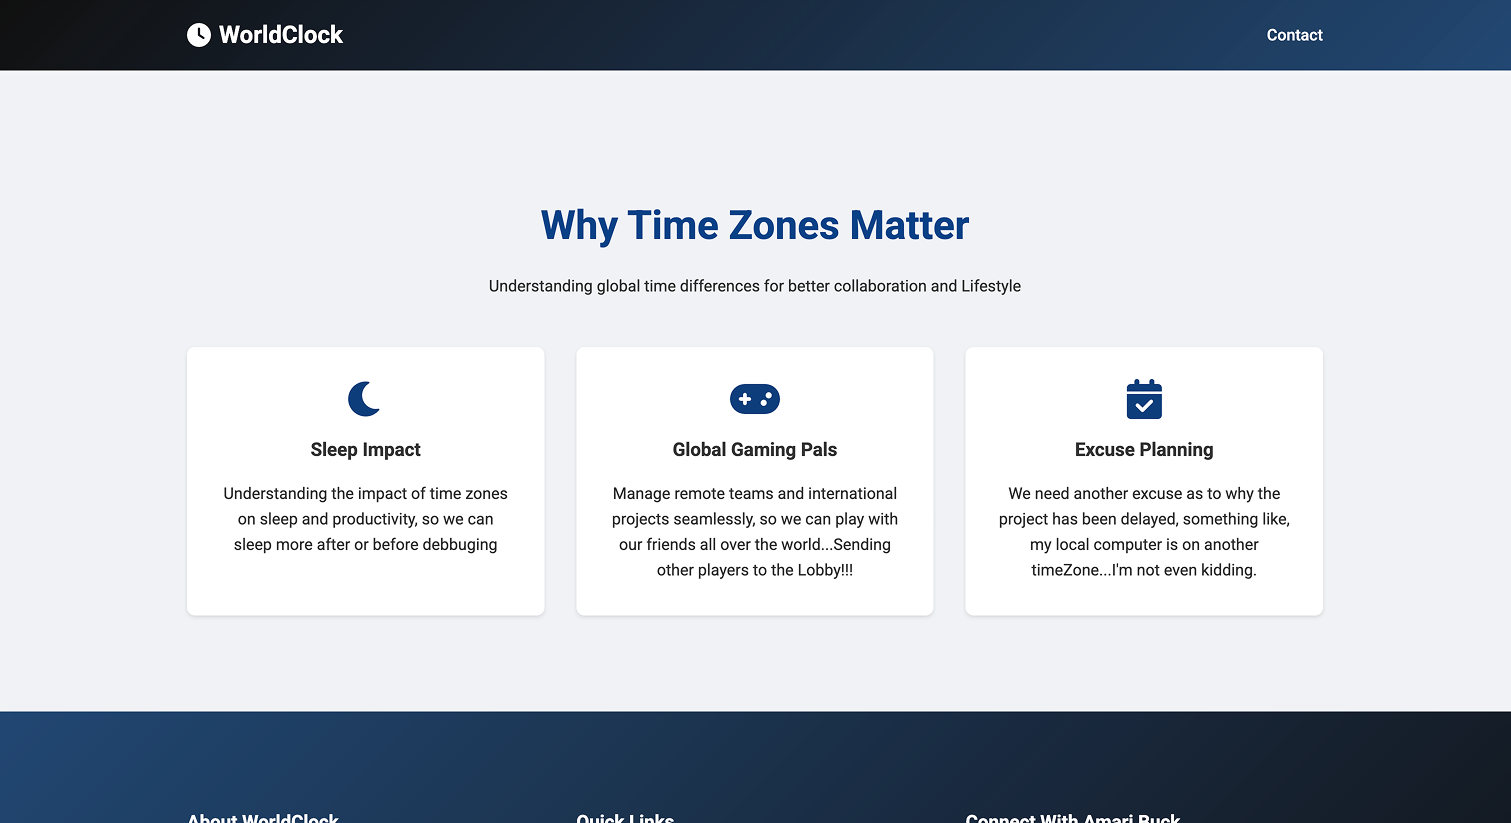 WorldClock
Contact
Why Time Zones Matter
Understanding global time differences for better collaboration and Lifestyle
Sleep Impact
Understanding the impact of time zones
on sleep and productivity, so we can
sleep more after or before debbuging
Global Gaming Pals
Manage remote teams and international
projects seamlessly, so we can play with
our friends all over the world...Sending
other players to the Lobby!!!
Excuse Planning
We need another excuse as to why the
project has been delayed, something like,
my local computer is on another
timeZone...I'm not even kidding.
About WorldClock
Quick Links
Connect With Amari Buck